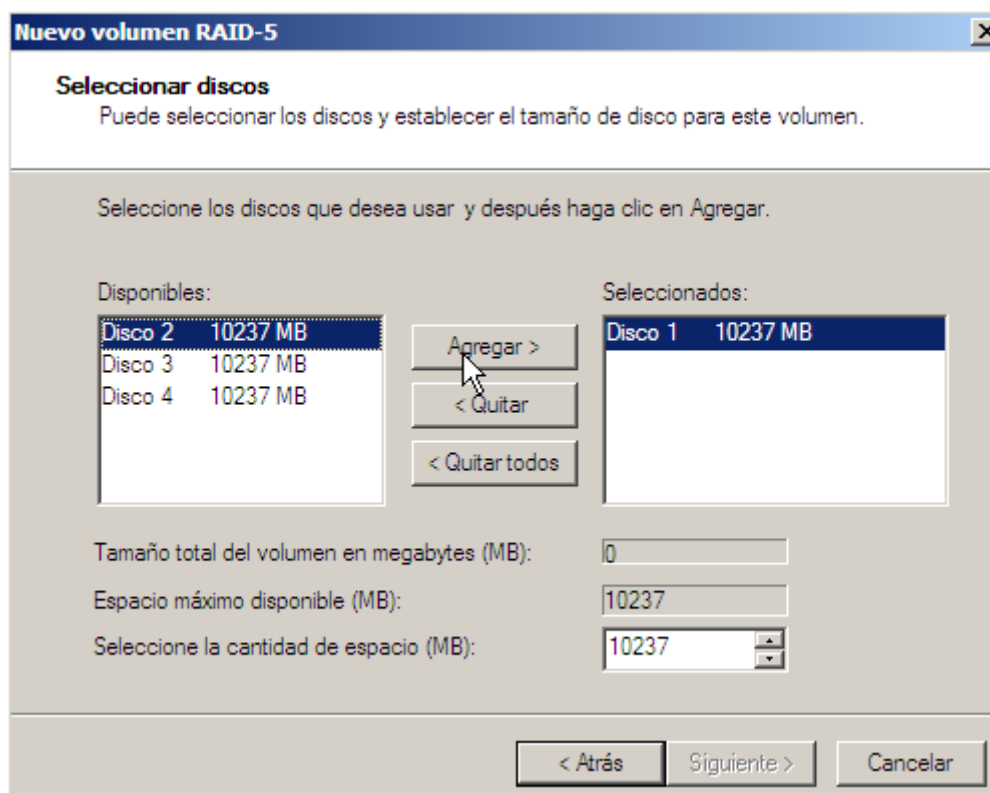 Nuevo volumen RAID-5
Seleccionar discos
Puede seleccionar los discos y establecer el tamaño de disco para este volumen.
Seleccione los discos que desea usar y después haga clic en Agregar.
Disponibles:
Seleccionados:
Disco 2 10237 MB
Disco 3 10237 MB
Disco 4 10237 MB
Agregar >
< Quitar
< Quitar todos
Disco 1 10237 MB
Tamaño total del volumen en megabytes (MB): 0
Espacio máximo disponible (MB): 10237
Seleccione la cantidad de espacio (MB): 10237
< Atrás Siguiente > Cancelar